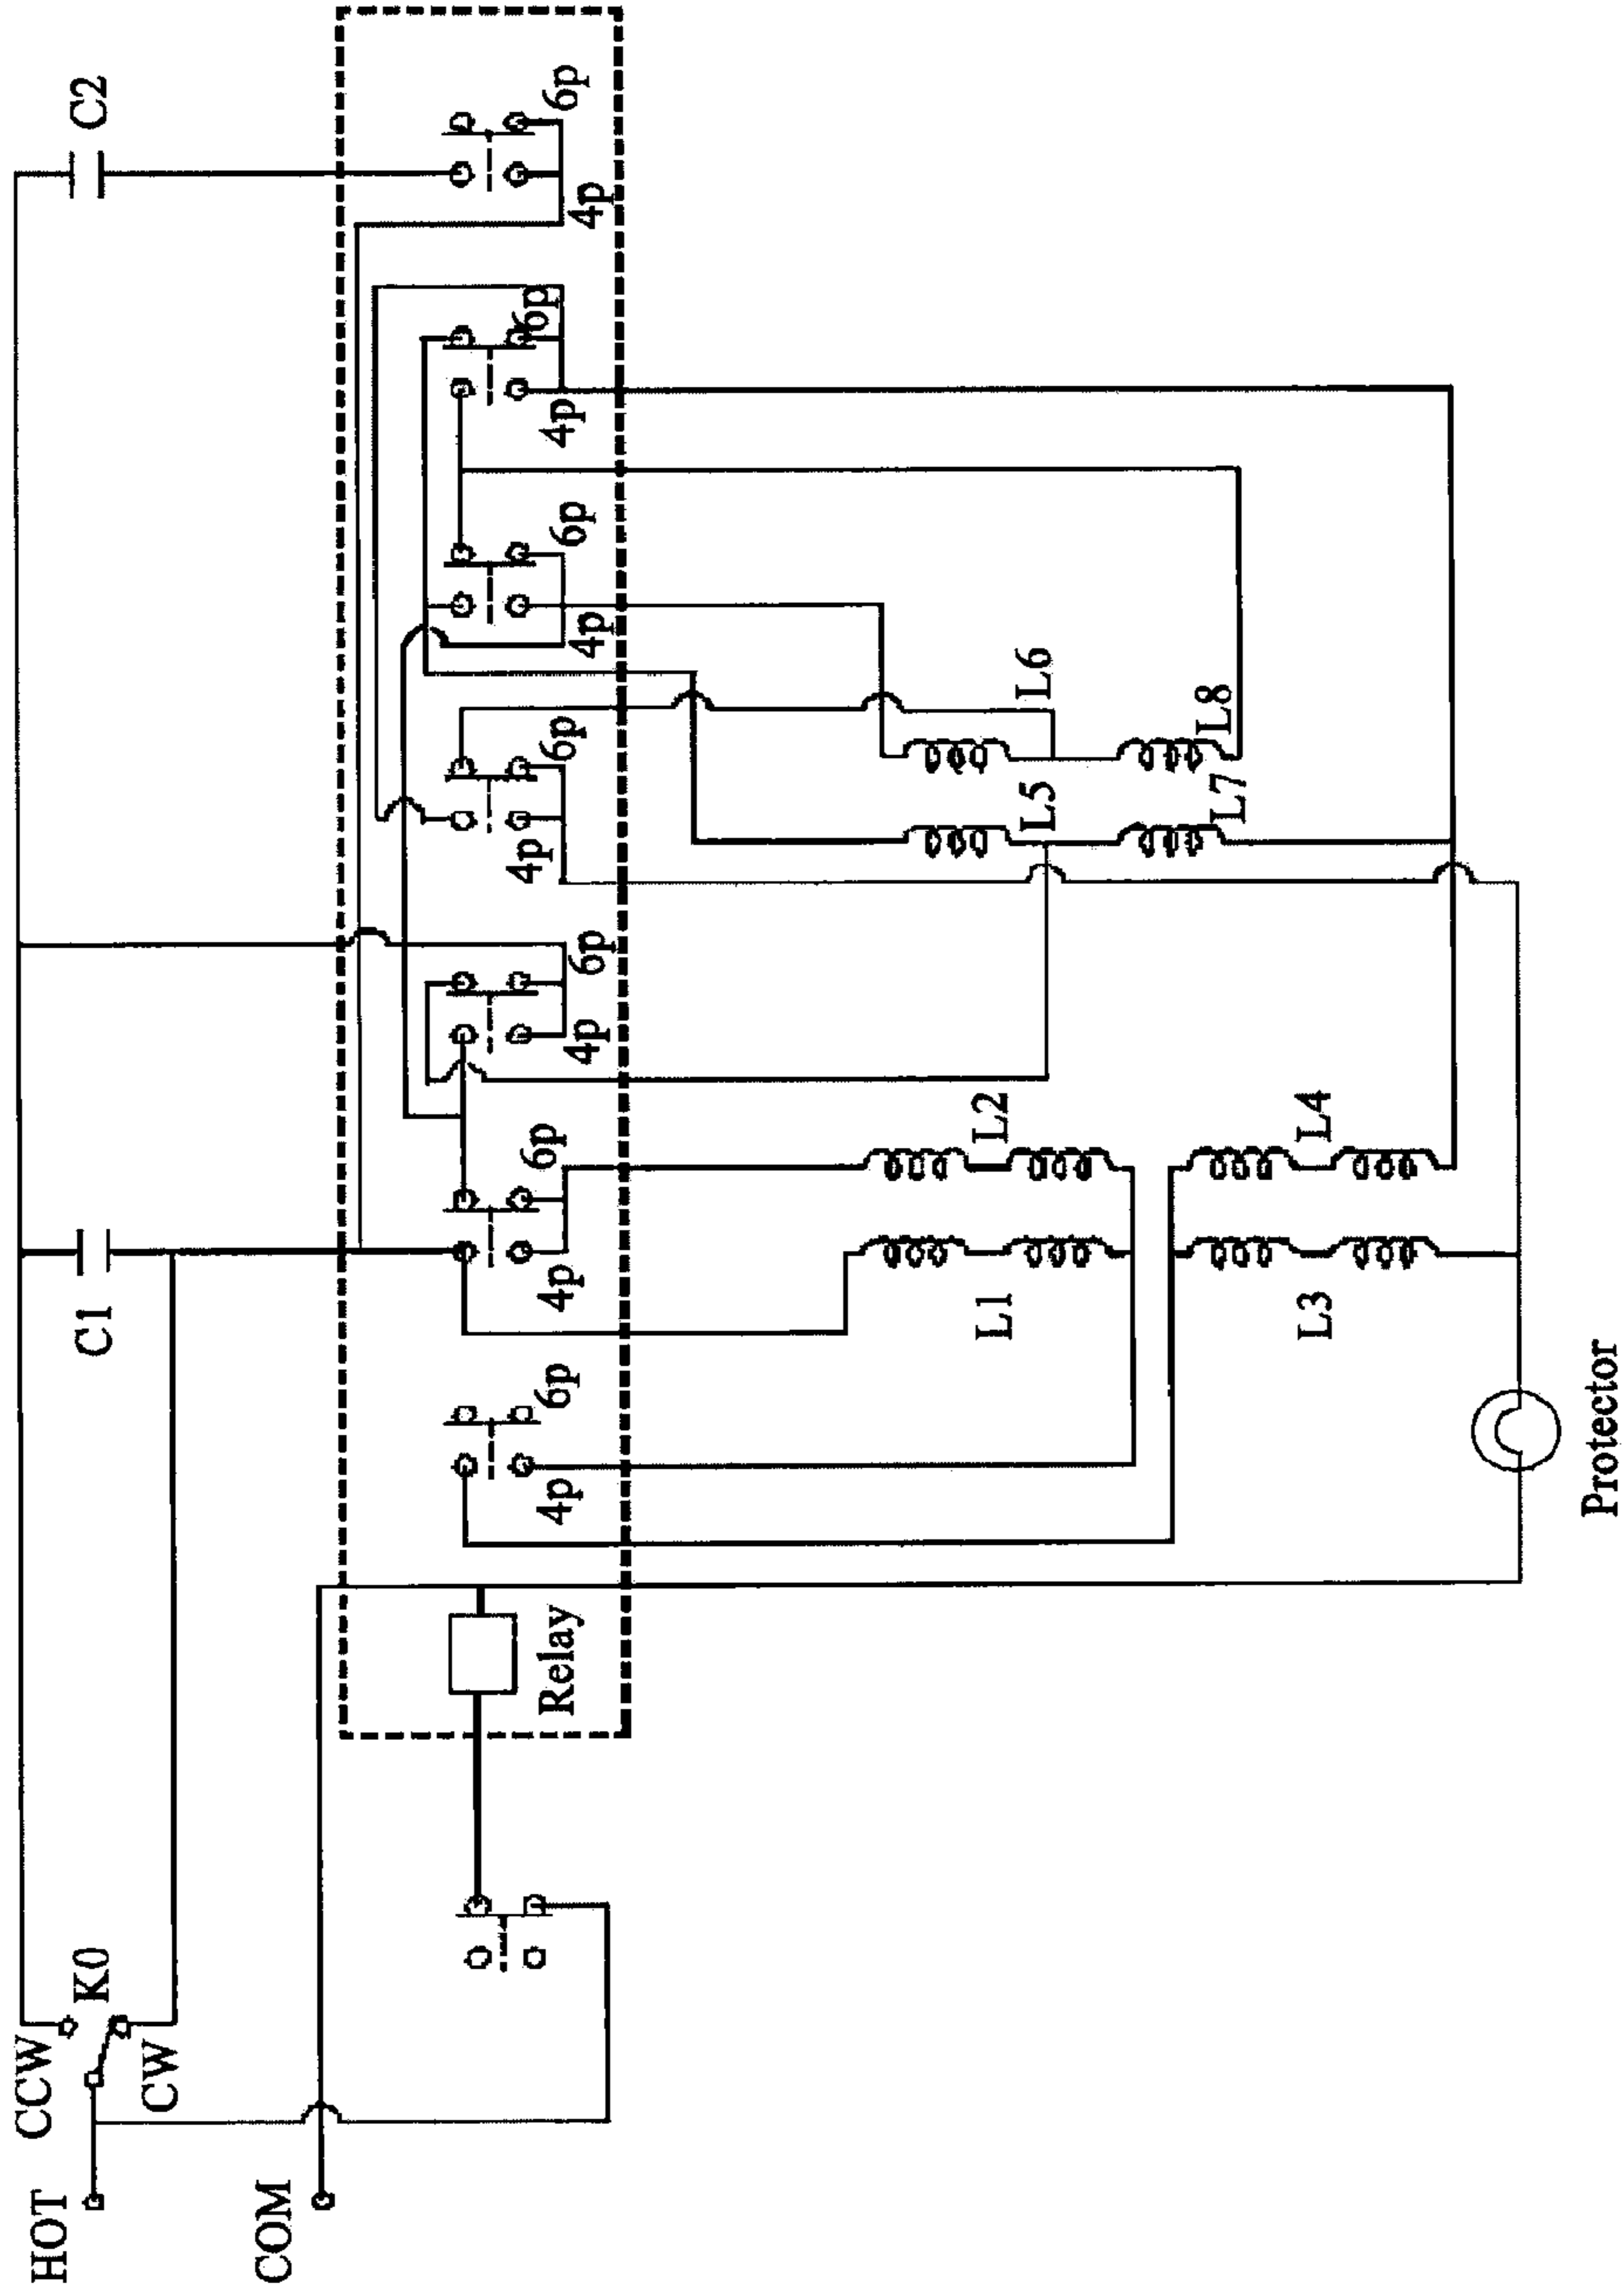 HOT
CCW
K0
CW
COM
C1
C2
Relay
4p
6p
4p
6p
4p
6p
4p
6p
4p
6p
4p
6p
4p
6p
L1
L2
L3
L4
L5
L6
L7
L8
Protector